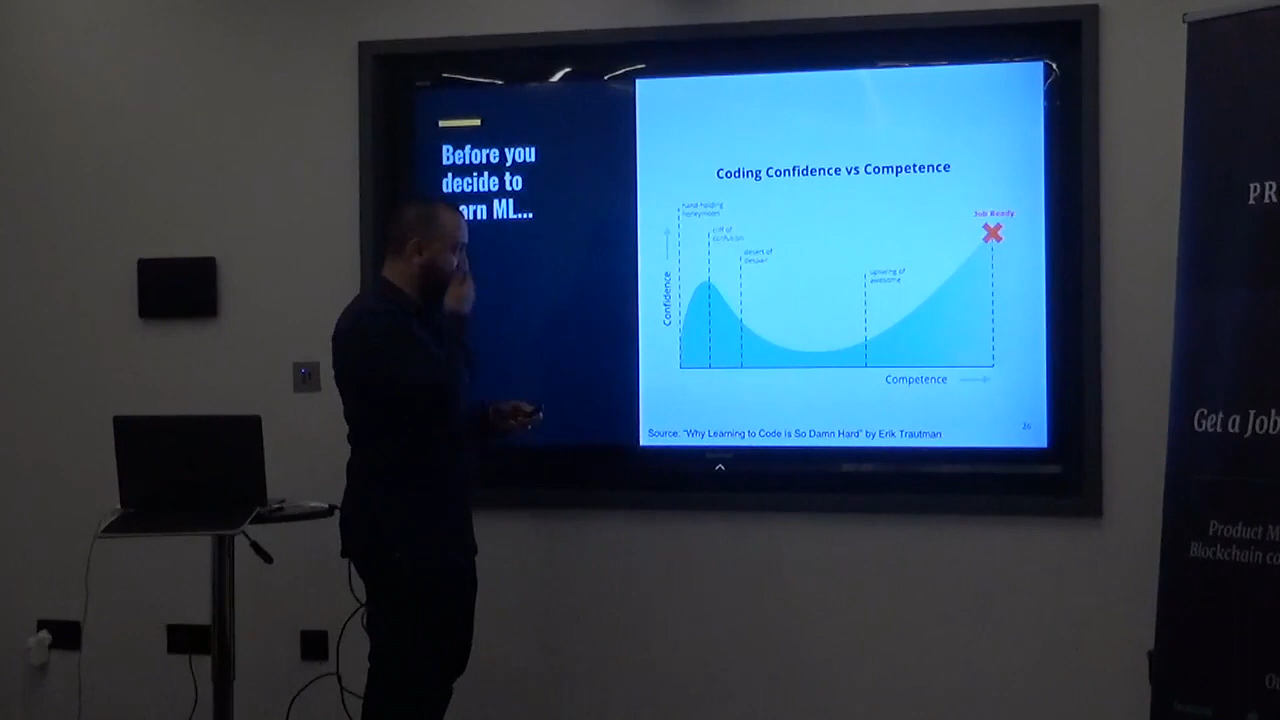 Before you
decide to
arn ML...
Coding Confidence vs Competence
hand-holding
honeymoon
cliff of
confusion
desert of
despair
upswing of
awesome
Job Ready
Confidence
Competence
Source: "Why Learning to Code is So Damn Hard" by Erik Trautman
26
PR
Get a Job
Product M
Blockchain co